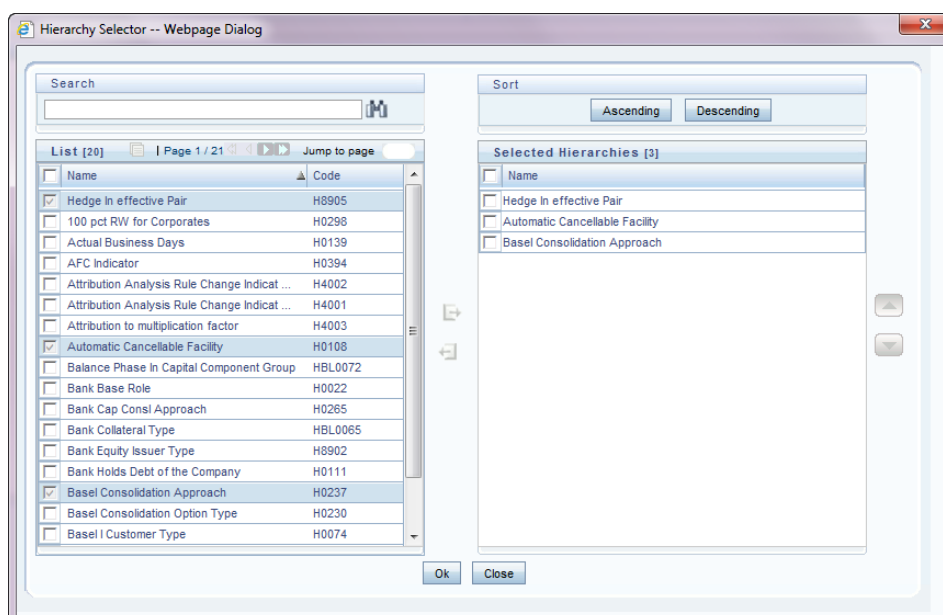 Hierarchy Selector -- Webpage Dialog
Search
List [20] | Page 1 / 21 Jump to page
Name Code
Hedge In effective Pair H8905
100 pct RW for Corporates H0298
Actual Business Days H0139
AFC Indicator H0394
Attribution Analysis Rule Change Indicat ... H4002
Attribution Analysis Rule Change Indicat ... H4001
Attribution to multiplication factor H4003
Automatic Cancellable Facility H0108
Balance Phase In Capital Component Group HBL0072
Bank Base Role H0022
Bank Cap Consl Approach H0265
Bank Collateral Type HBL0065
Bank Equity Issuer Type H8902
Bank Holds Debt of the Company H0111
Basel Consolidation Approach H0237
Basel Consolidation Option Type H0230
Basel I Customer Type H0074
Sort
Ascending Descending
Selected Hierarchies [3]
Name
Hedge In effective Pair
Automatic Cancellable Facility
Basel Consolidation Approach
Ok Close